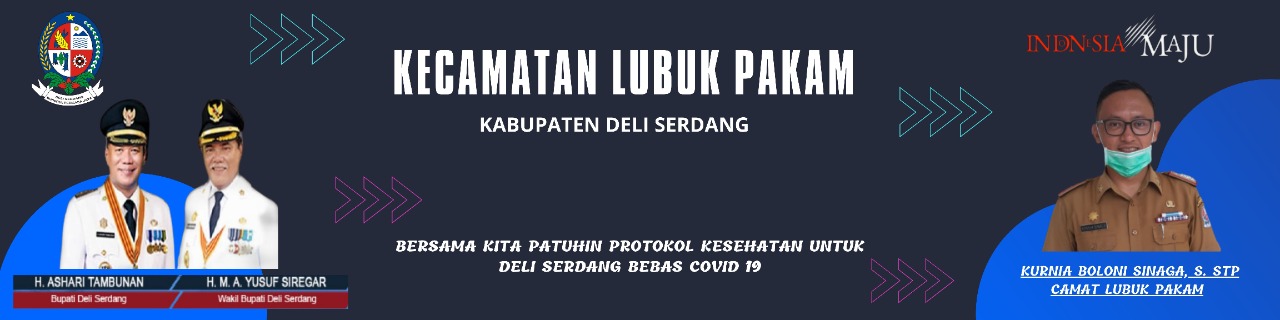 KECAMATAN LUBUK PAKAM
KABUPATEN DELI SERDANG
INDONESIA MAJU
BERSAMA KITA PATUHIN PROTOKOL KESEHATAN UNTUK
DELI SERDANG BEBAS COVID 19
H. ASHARI TAMBUNAN
Bupati Deli Serdang
H. M. A. YUSUF SIREGAR
Wakil Bupati Deli Serdang
KURNIA BOLONI SINAGA, S. STP
CAMAT LUBUK PAKAM